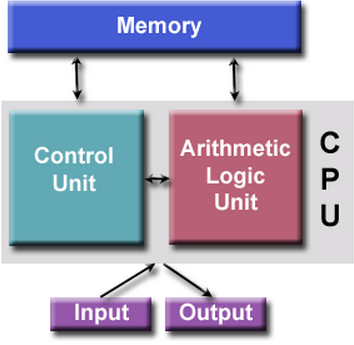 Memory
Control
Unit
Arithmetic
Logic
Unit
C
P
U
Input
Output